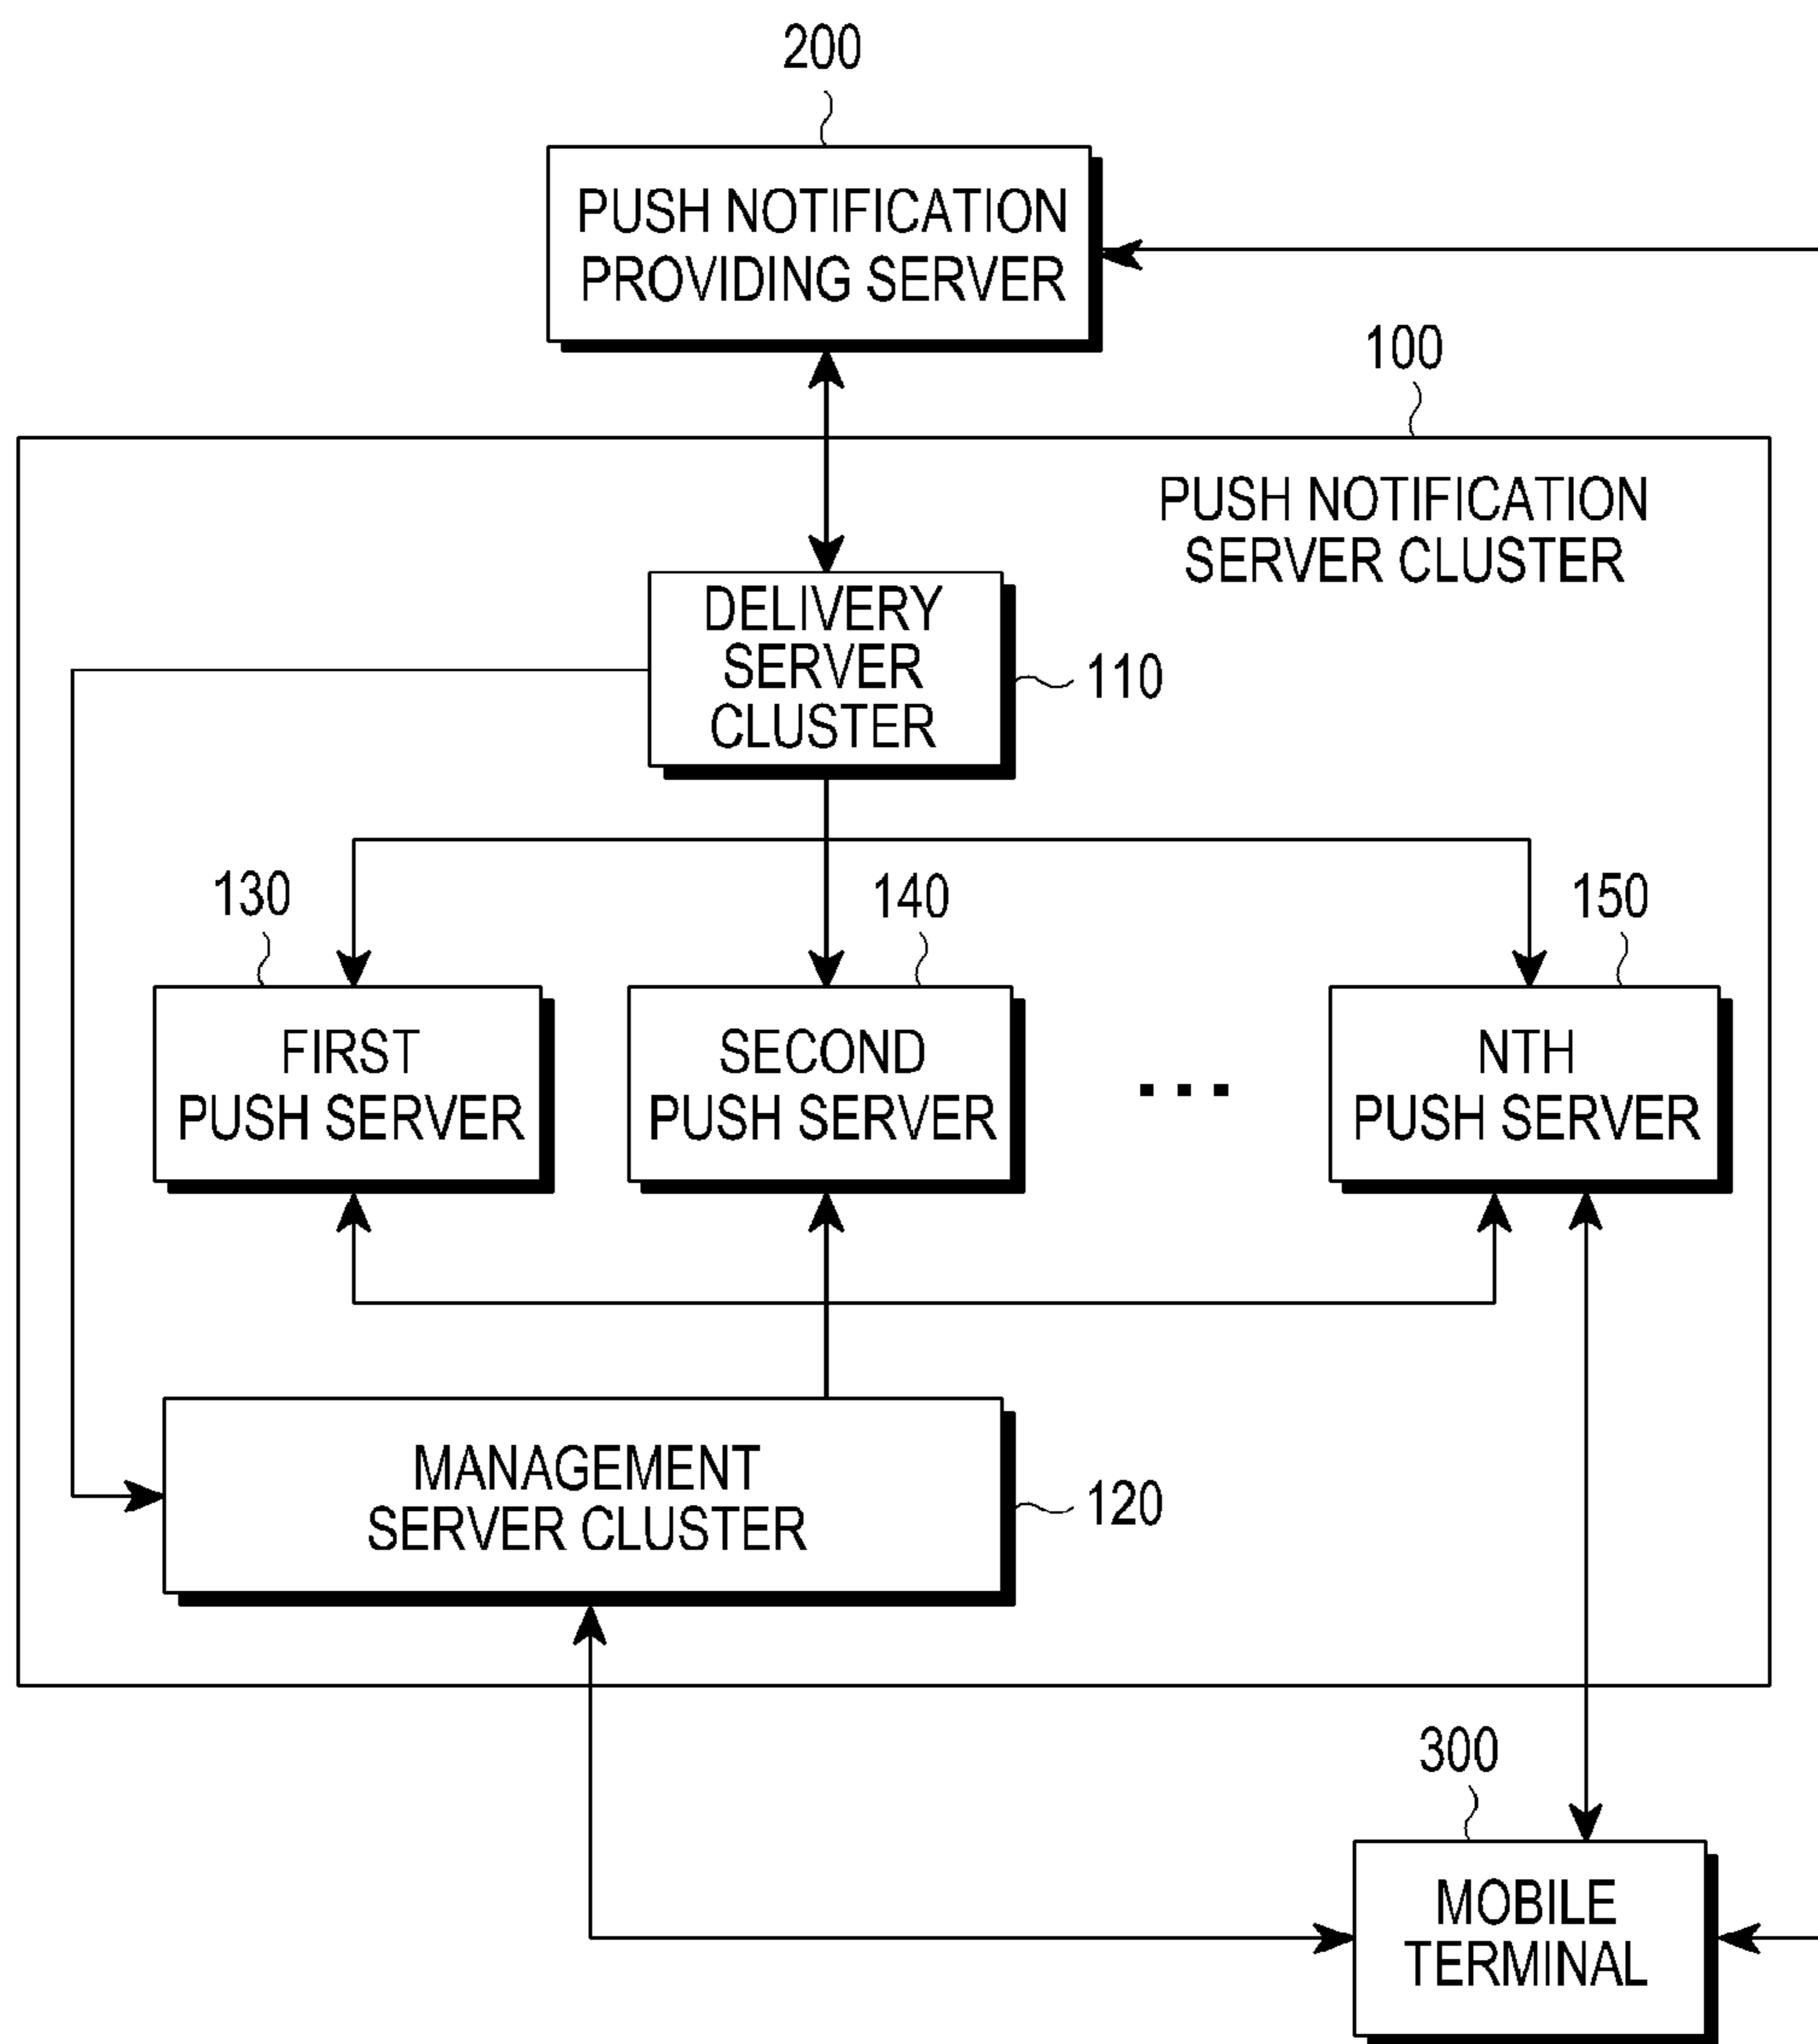 200
PUSH NOTIFICATION
PROVIDING SERVER
100
PUSH NOTIFICATION
SERVER CLUSTER
DELIVERY
SERVER
CLUSTER
110
130
140
150
FIRST
PUSH SERVER
SECOND
PUSH SERVER
...
NTH
PUSH SERVER
MANAGEMENT
SERVER CLUSTER
120
300
MOBILE
TERMINAL